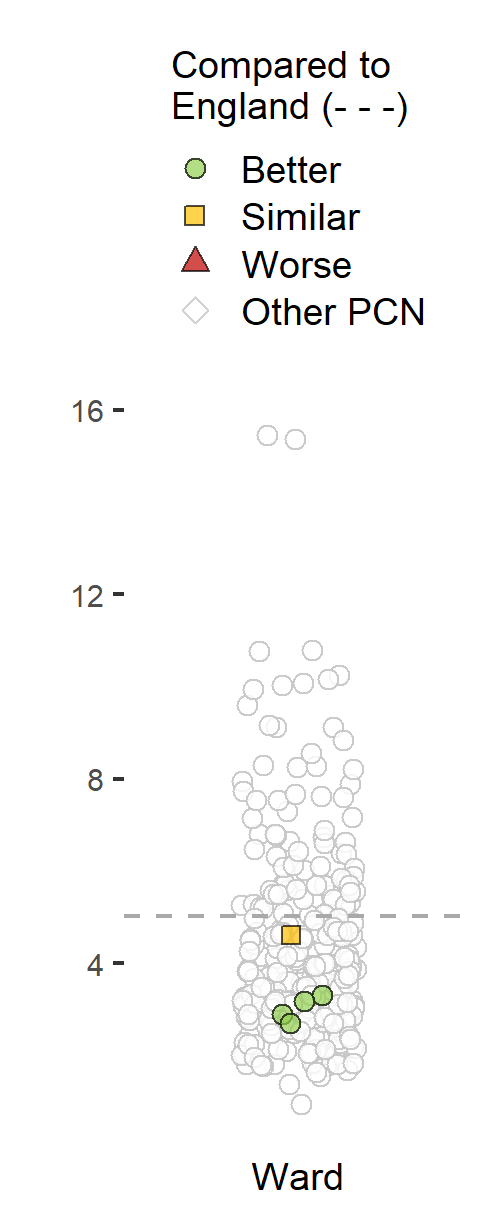 Compared to
England (- - -)
Better
Similar
Worse
Other PCN
16
12
8
4
Ward